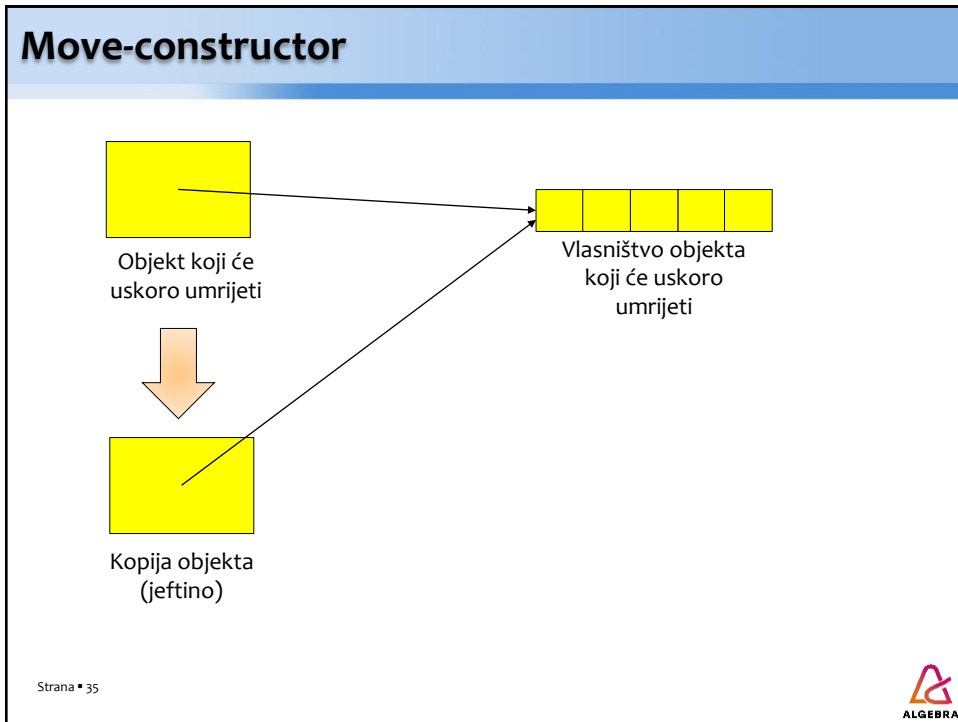 Move-constructor
Objekt koji će
uskoro umrijeti
Vlasništvo objekta
koji će uskoro
umrijeti
Kopija objekta
(jeftino)
Strana ▪ 35
ALGEBRA